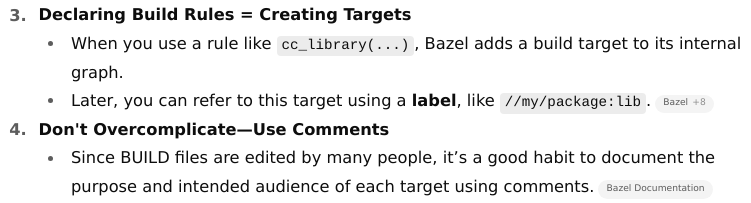 3. Declaring Build Rules = Creating Targets
• When you use a rule like cc_library(...), Bazel adds a build target to its internal
graph.
• Later, you can refer to this target using a label, like //my/package:lib. Bazel +8
4. Don't Overcomplicate—Use Comments
• Since BUILD files are edited by many people, it’s a good habit to document the
purpose and intended audience of each target using comments. Bazel Documentation